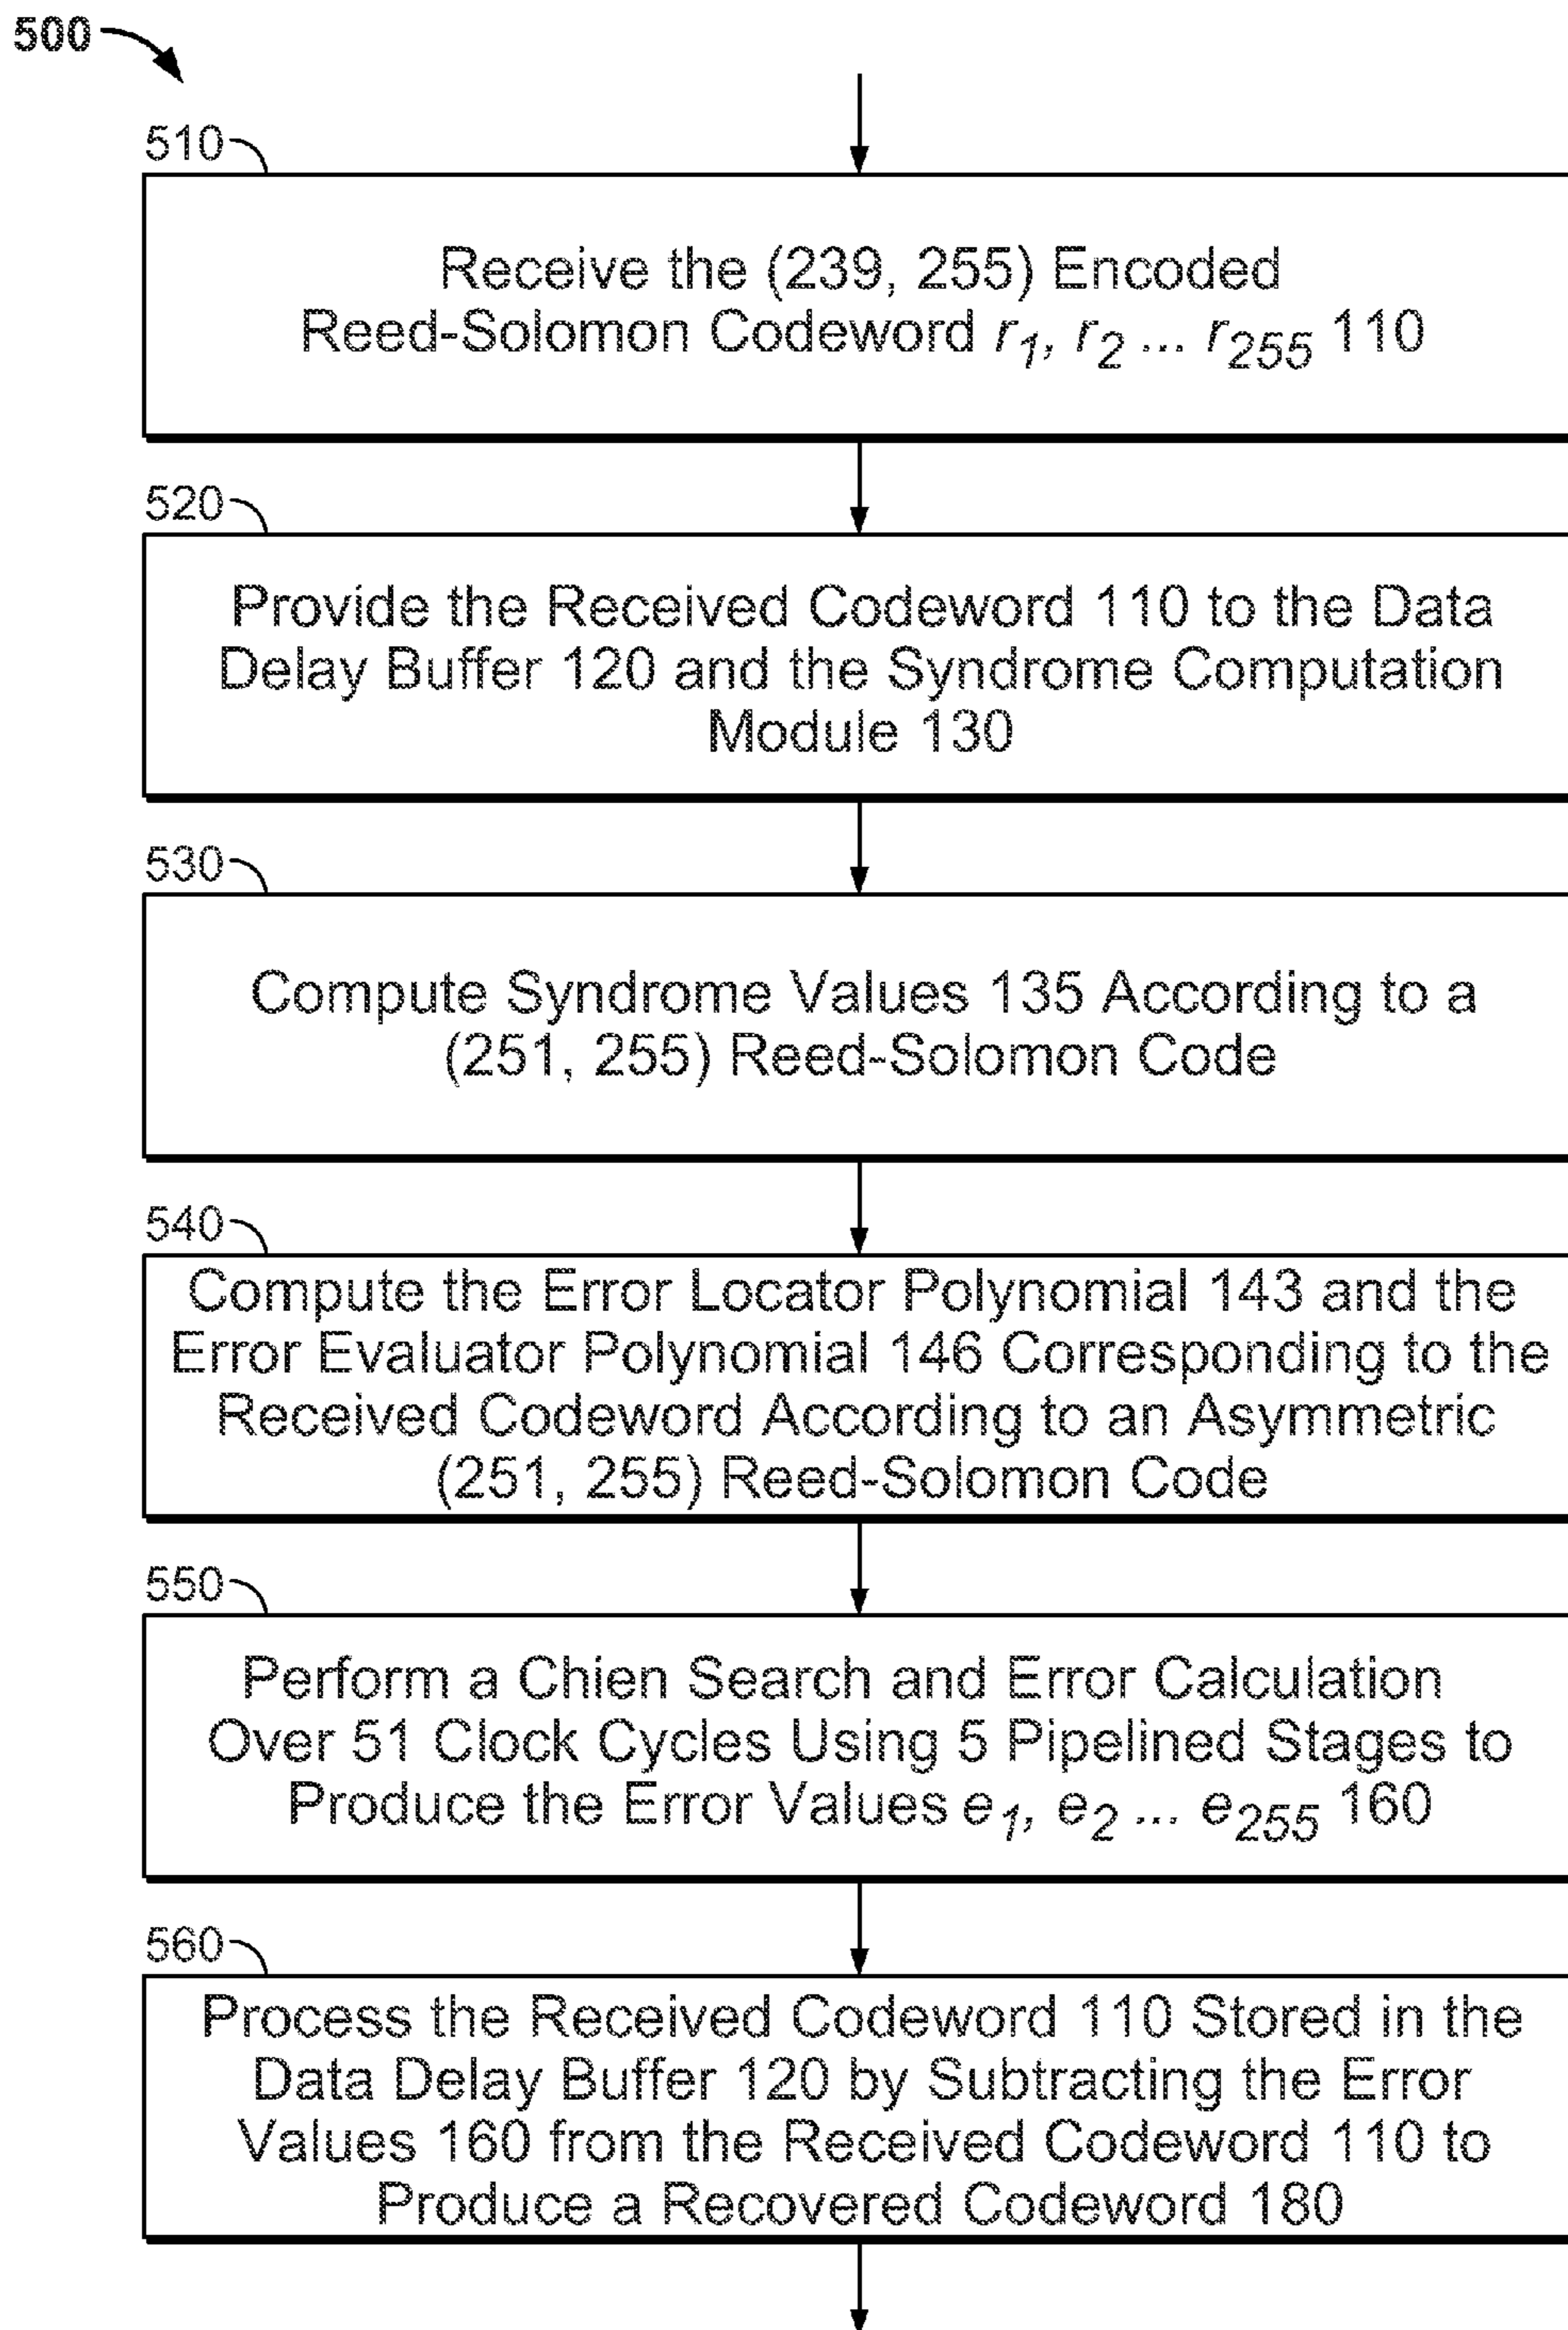 500
510
Receive the (239, 255) Encoded
Reed-Solomon Codeword r1, r2 ... r255 110
520
Provide the Received Codeword 110 to the Data
Delay Buffer 120 and the Syndrome Computation
Module 130
530
Compute Syndrome Values 135 According to a
(251, 255) Reed-Solomon Code
540
Compute the Error Locator Polynomial 143 and the
Error Evaluator Polynomial 146 Corresponding to the
Received Codeword According to an Asymmetric
(251, 255) Reed-Solomon Code
550
Perform a Chien Search and Error Calculation
Over 51 Clock Cycles Using 5 Pipelined Stages to
Produce the Error Values e1, e2 ... e255 160
560
Process the Received Codeword 110 Stored in the
Data Delay Buffer 120 by Subtracting the Error
Values 160 from the Received Codeword 110 to
Produce a Recovered Codeword 180